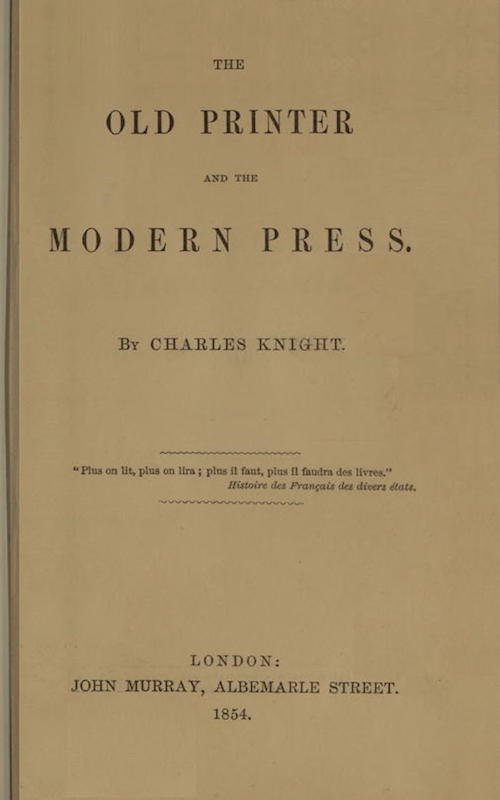 THE
OLD PRINTER
AND THE
MODERN PRESS.
By CHARLES KNIGHT.
"Plus on lit, plus on lira; plus il faut, plus il faudra des livres."
Histoire des Français des divers états.
LONDON:
JOHN MURRAY, ALBEMARLE STREET.
1854.